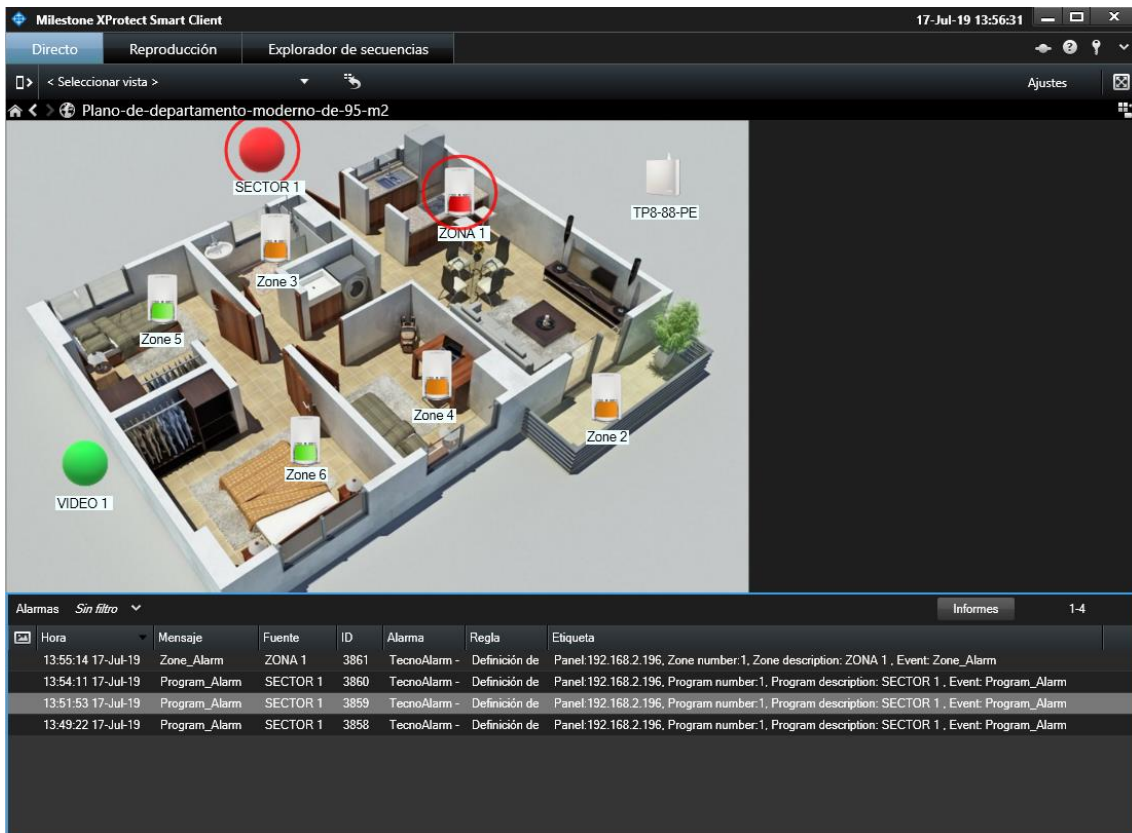 Milestone XProtect Smart Client 17-Jul-19 13:56:31
Directo Reproducción Explorador de secuencias
< Seleccionar vista > Ajustes
Plano-de-departamento-moderno-de-95-m2
SECTOR 1
TP8-88-PE
ZONA 1
Zone 3
Zone 5
Zone 4
Zone 2
Zone 6
VIDEO 1
Alarmas Sin filtro Informes 1-4
Hora Mensaje Fuente ID Alarma Regla Etiqueta
13:55:14 17-Jul-19 Zone_Alarm ZONA 1 3861 TecnoAlarm - Definición de Panel:192.168.2.196, Zone number:1, Zone description: ZONA 1 , Event: Zone_Alarm
13:54:11 17-Jul-19 Program_Alarm SECTOR 1 3860 TecnoAlarm - Definición de Panel:192.168.2.196, Program number:1, Program description: SECTOR 1 , Event: Program_Alarm
13:51:53 17-Jul-19 Program_Alarm SECTOR 1 3859 TecnoAlarm - Definición de Panel:192.168.2.196, Program number:1, Program description: SECTOR 1 , Event: Program_Alarm
13:49:22 17-Jul-19 Program_Alarm SECTOR 1 3858 TecnoAlarm - Definición de Panel:192.168.2.196, Program number:1, Program description: SECTOR 1 , Event: Program_Alarm